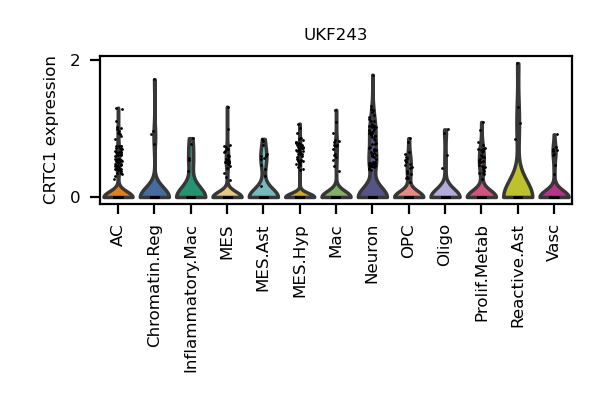 UKF243
CRTC1 expression
2
0
AC
Chromatin.Reg
Inflammatory.Mac
MES
MES.Ast
MES.Hyp
Mac
Neuron
OPC
Oligo
Prolif.Metab
Reactive.Ast
Vasc